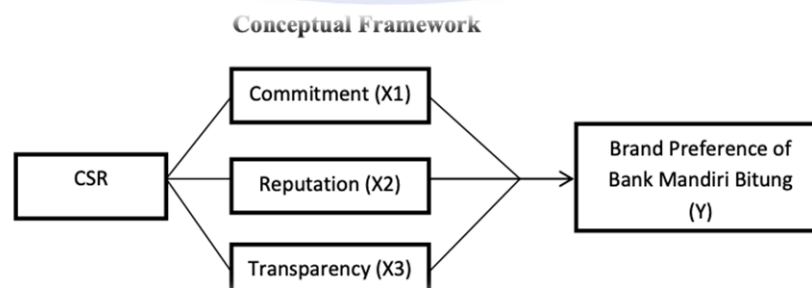 Conceptual Framework
Commitment (X1)
CSR
Reputation (X2)
Transparency (X3)
Brand Preference of
Bank Mandiri Bitung
(Y)